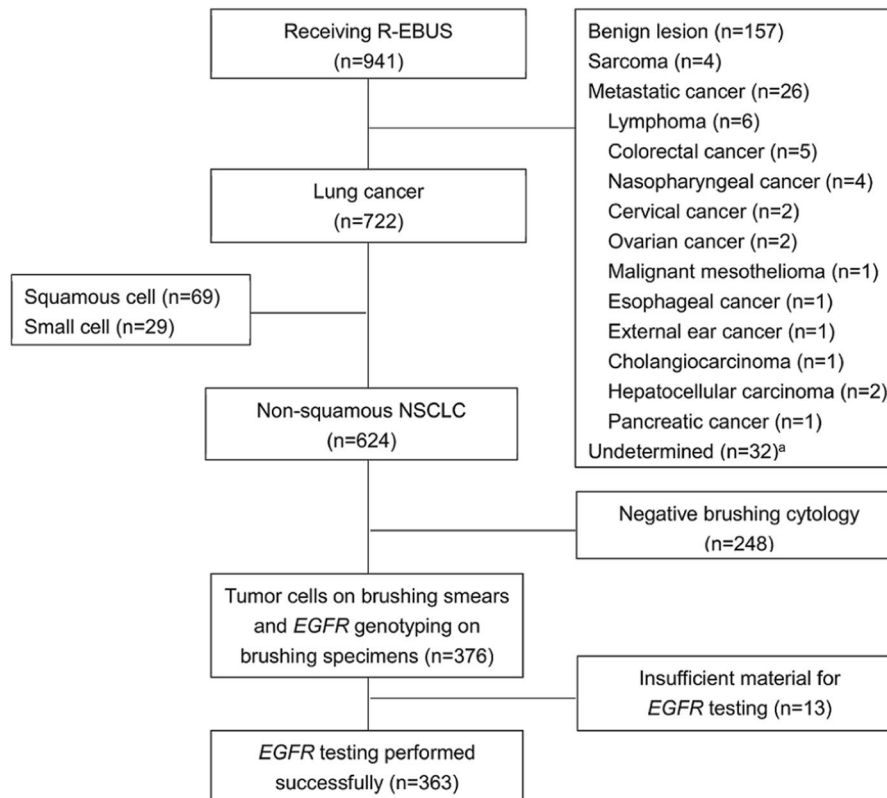 Receiving R-EBUS
(n=941)
Benign lesion (n=157)
Sarcoma (n=4)
Metastatic cancer (n=26)
Lymphoma (n=6)
Colorectal cancer (n=5)
Nasopharyngeal cancer (n=4)
Cervical cancer (n=2)
Ovarian cancer (n=2)
Malignant mesothelioma (n=1)
Esophageal cancer (n=1)
External ear cancer (n=1)
Cholangiocarcinoma (n=1)
Hepatocellular carcinoma (n=2)
Pancreatic cancer (n=1)
Undetermined (n=32)ᵃ
Lung cancer
(n=722)
Squamous cell (n=69)
Small cell (n=29)
Non-squamous NSCLC
(n=624)
Negative brushing cytology
(n=248)
Tumor cells on brushing smears
and EGFR genotyping on
brushing specimens (n=376)
Insufficient material for
EGFR testing (n=13)
EGFR testing performed
successfully (n=363)